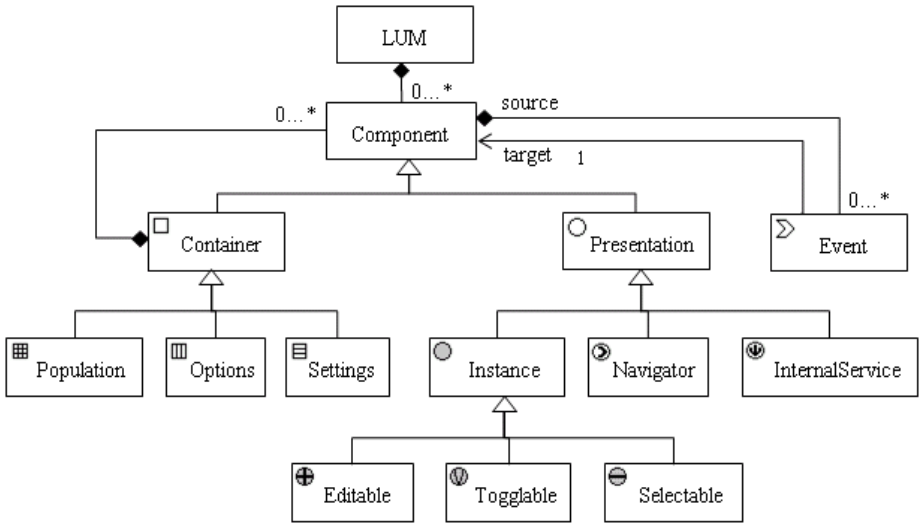 LUM
0...*
0...*
source
Component
target
1
0...*
Container
Presentation
Event
Population
Options
Settings
Instance
Navigator
InternalService
Editable
Togglable
Selectable